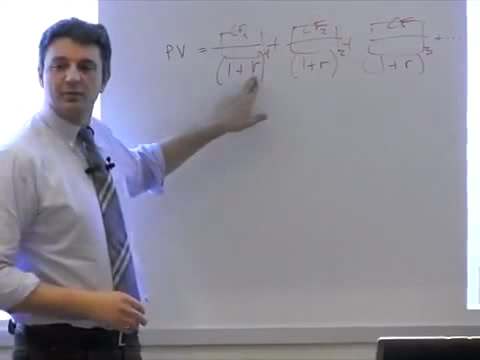 PV = CF₁/(1+r)¹ + CF₂/(1+r)² + CF/(1+r)³ + ...